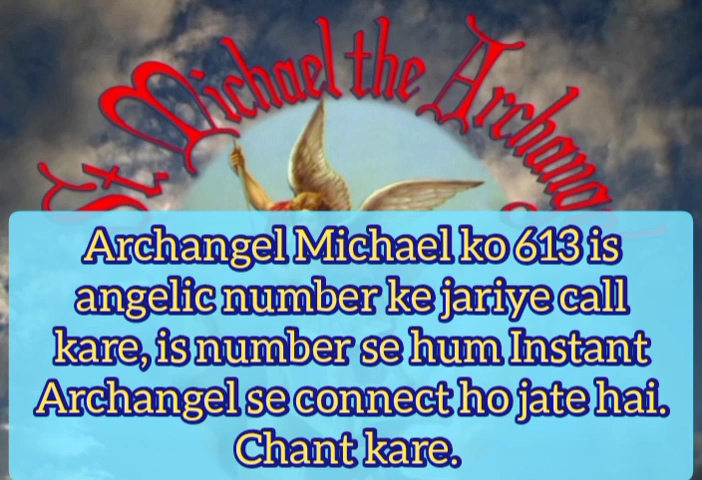 St. Michael the Archang
Archangel Michael ko 613 is
angelic number ke jariye call
kare, is number se hum Instant
Archangel se connect ho jate hai.
Chant kare.